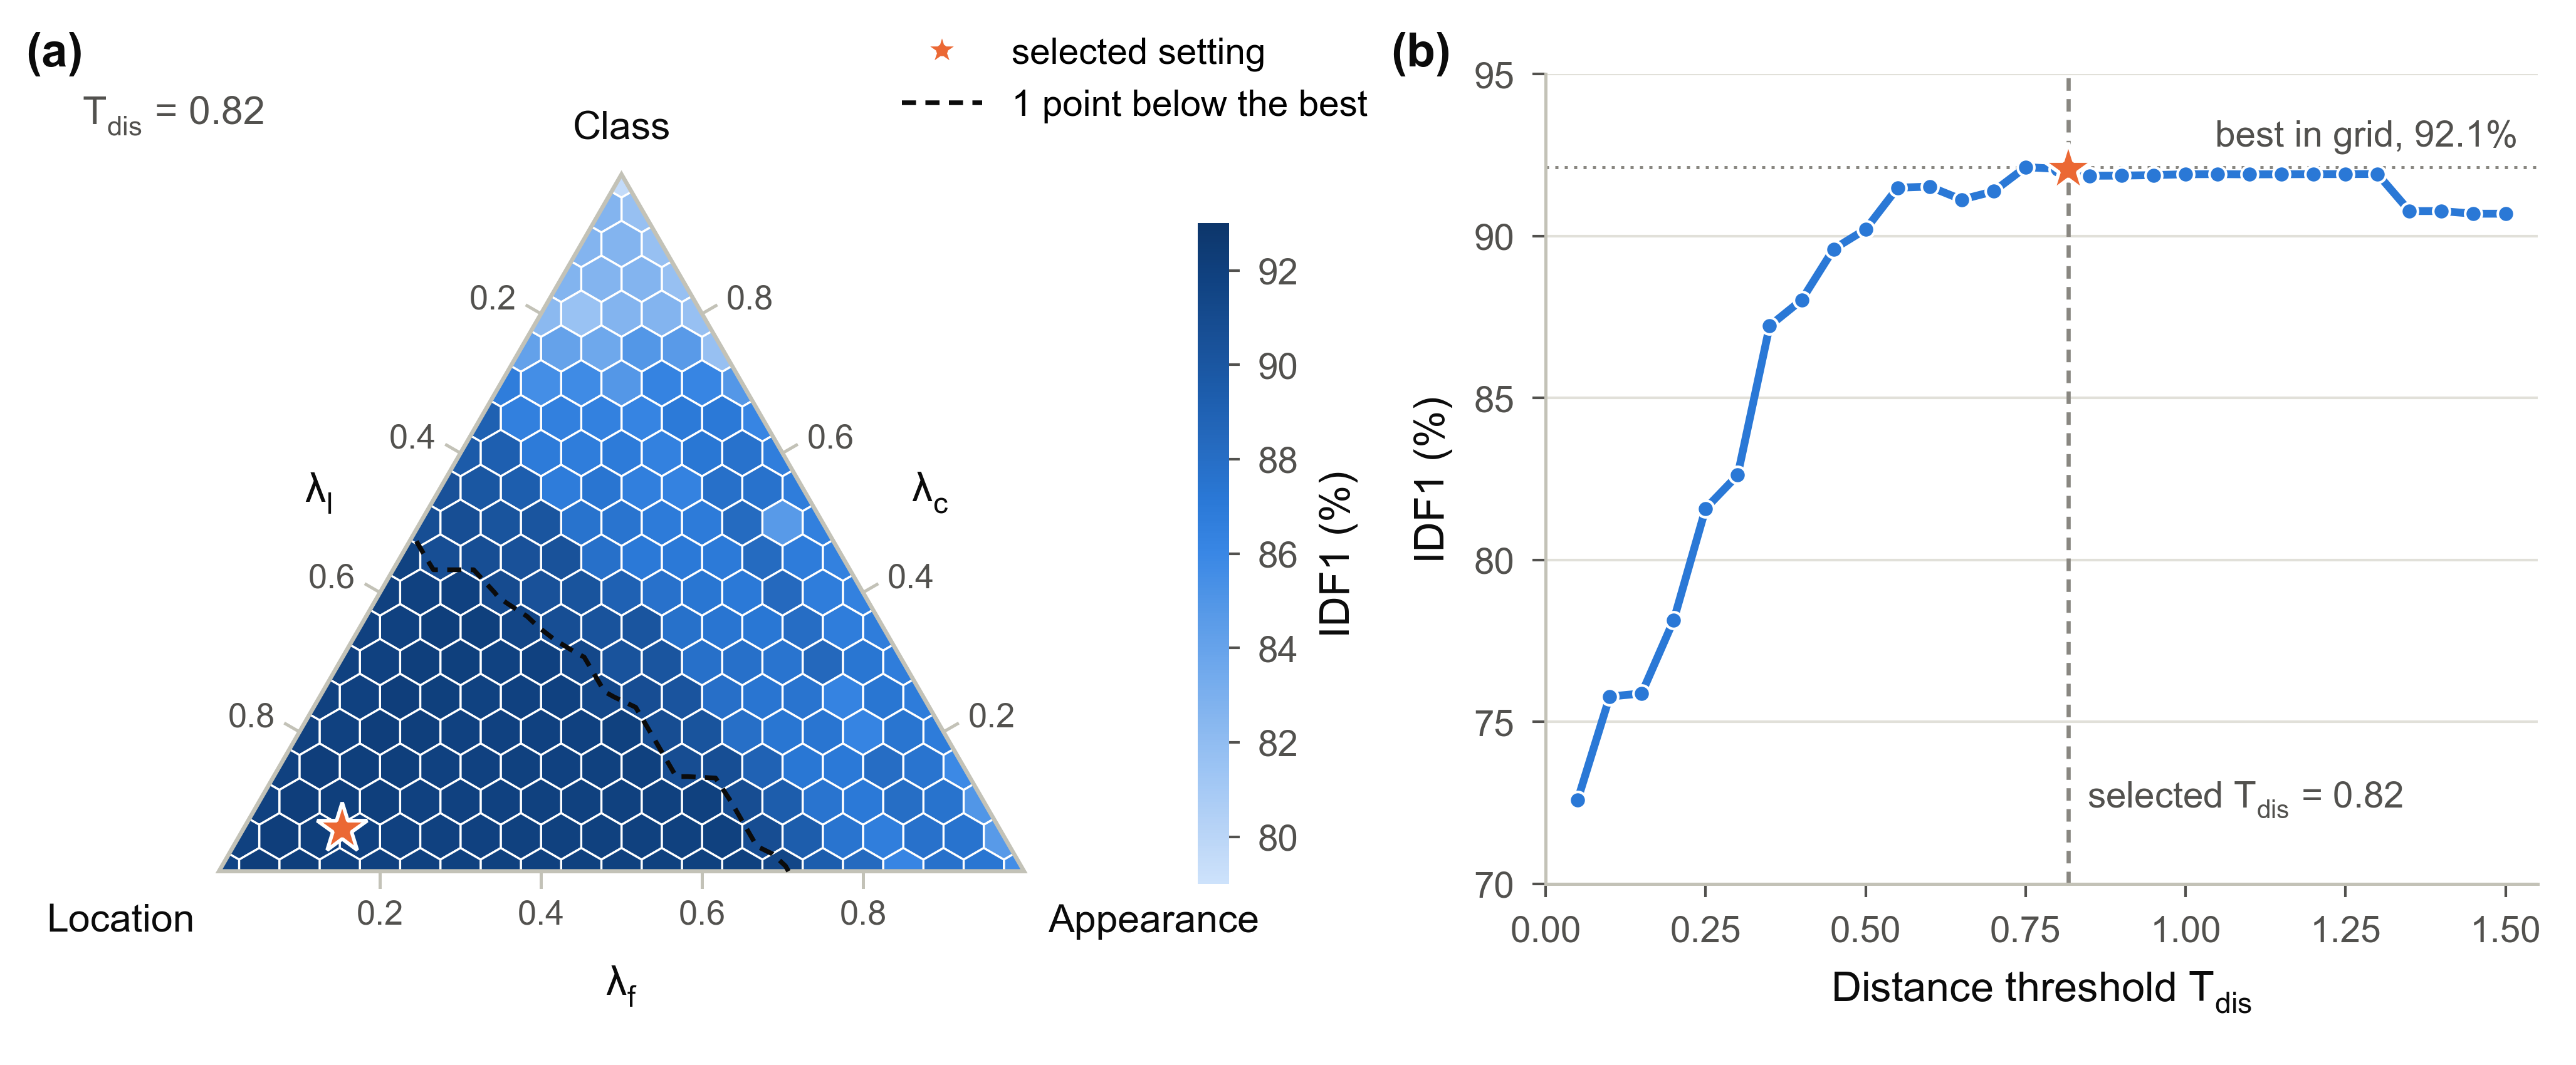 (a)
T_dis = 0.82
selected setting
1 point below the best
Class
0.2
0.8
0.4
0.6
λ_l
λ_c
0.6
0.4
0.8
0.2
Location
0.2
0.4
0.6
0.8
Appearance
λ_f
92
90
88
86
84
82
80
IDF1 (%)
(b)
95
90
85
80
75
70
IDF1 (%)
best in grid, 92.1%
selected T_dis = 0.82
0.00
0.25
0.50
0.75
1.00
1.25
1.50
Distance threshold T_dis